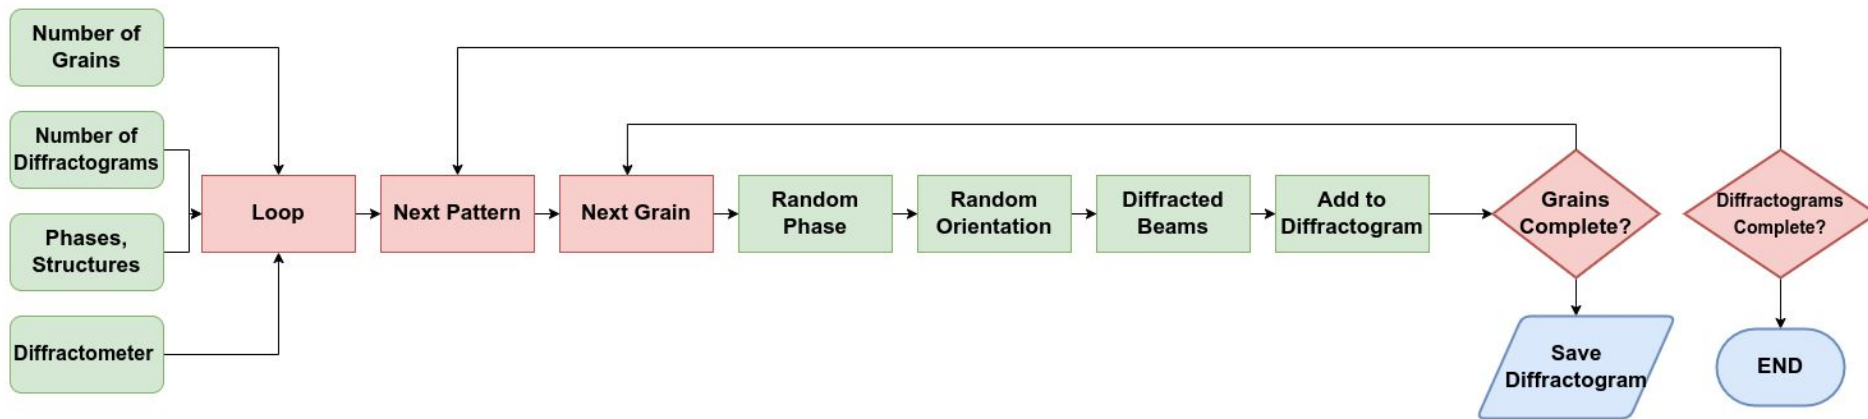 Number of
Grains
Number of
Diffractograms
Phases,
Structures
Diffractometer
Loop
Next Pattern
Next Grain
Random
Phase
Random
Orientation
Diffracted
Beams
Add to
Diffractogram
Grains
Complete?
Diffractograms
Complete?
Save
Diffractogram
END